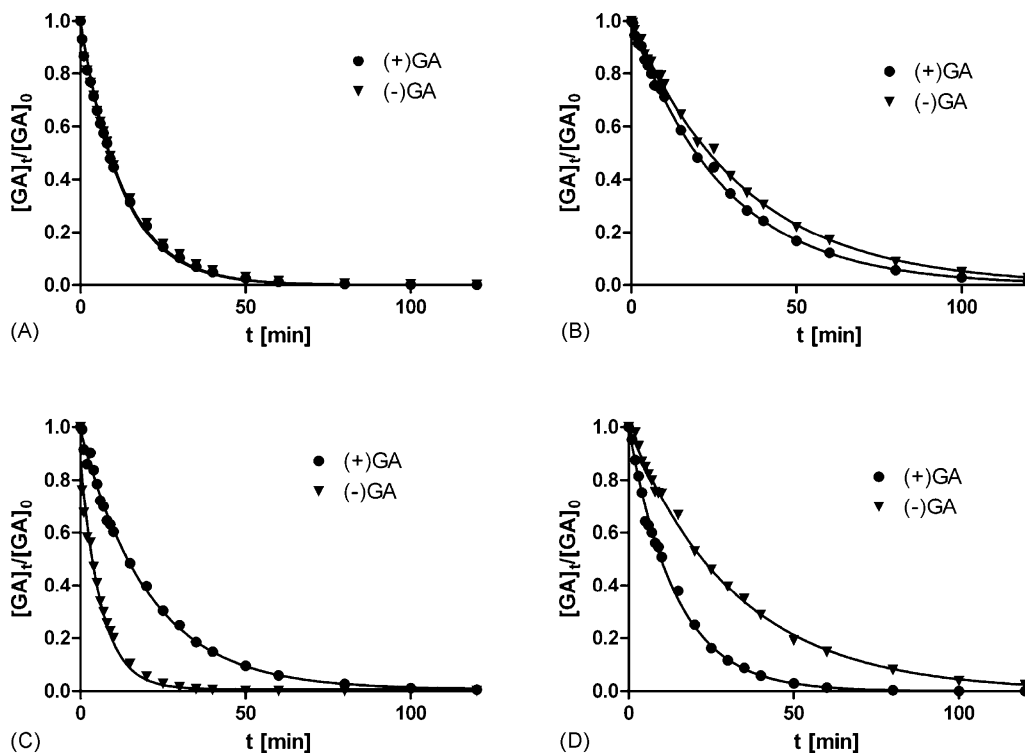 1.0
0.8
0.6
0.4
0.2
0.0
[GA]t/[GA]0
(+)GA
(-)GA
0
50
100
t [min]
(A)
1.0
0.8
0.6
0.4
0.2
0.0
[GA]t/[GA]0
(+)GA
(-)GA
0
50
100
t [min]
(B)
1.0
0.8
0.6
0.4
0.2
0.0
[GA]t/[GA]0
(+)GA
(-)GA
0
50
100
t [min]
(C)
1.0
0.8
0.6
0.4
0.2
0.0
[GA]t/[GA]0
(+)GA
(-)GA
0
50
100
t [min]
(D)